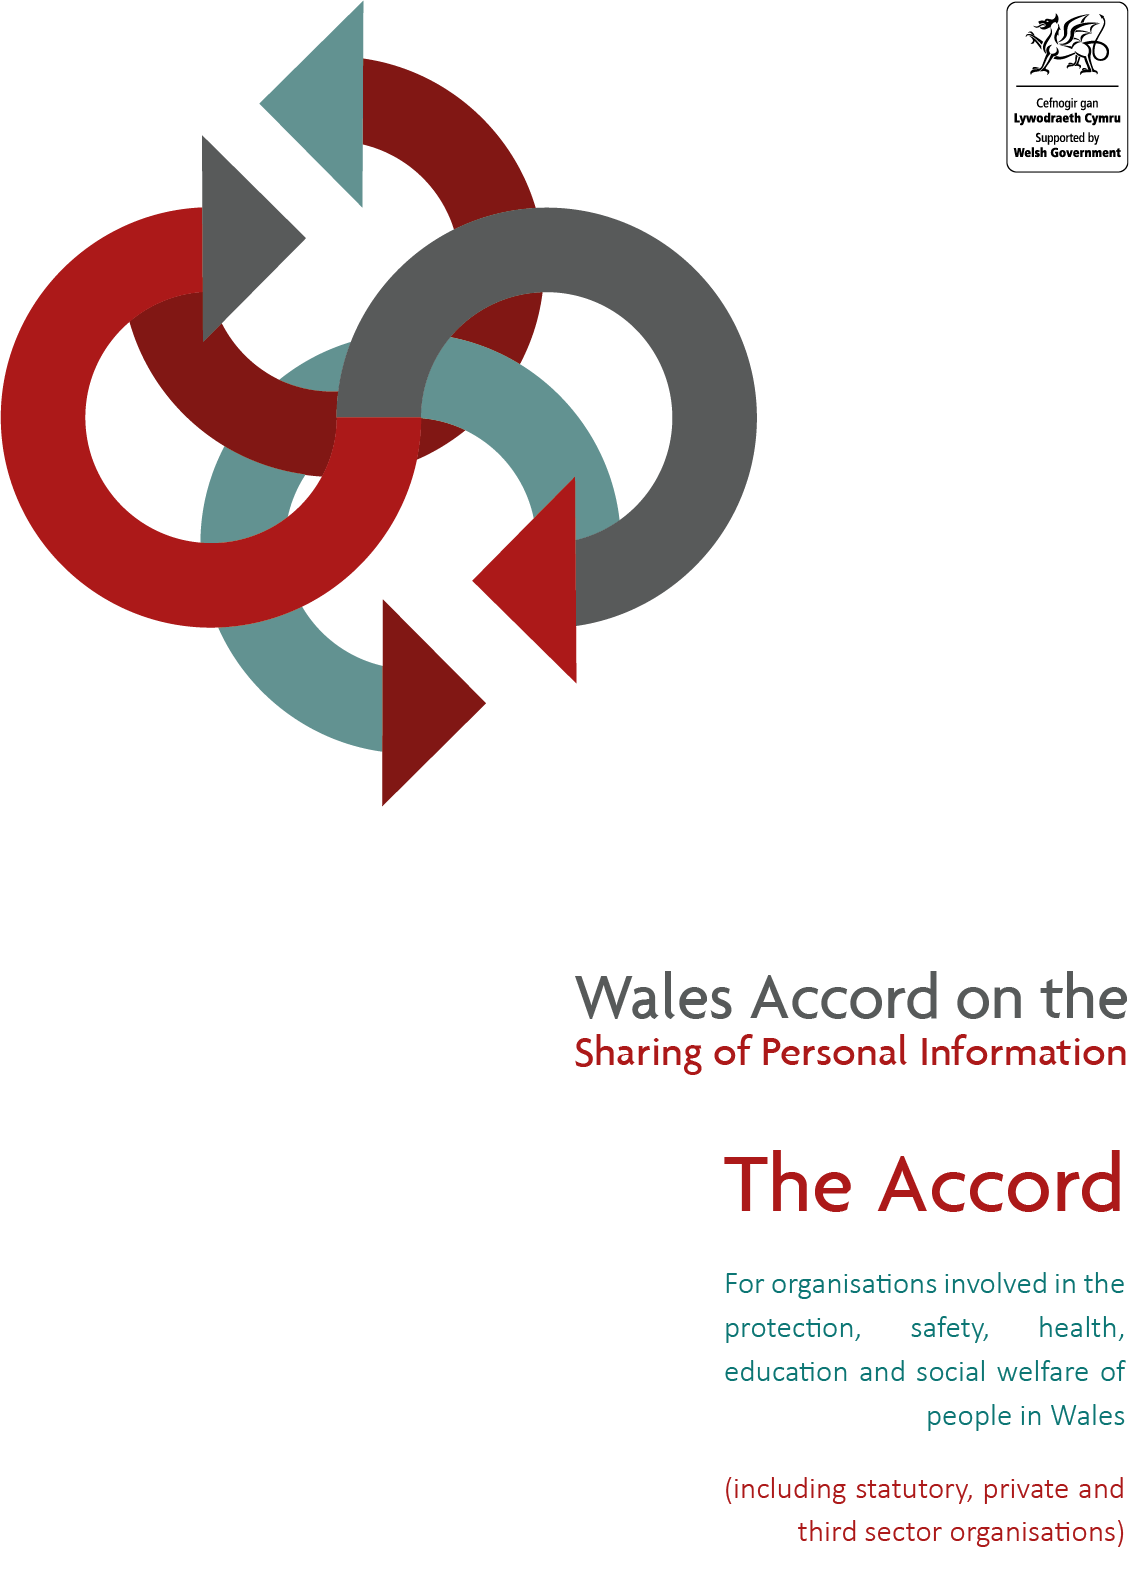 Cefnogir gan
Lywodraeth Cymru
Supported by
Welsh Government
Wales Accord on the
Sharing of Personal Information
The Accord
For organisations involved in the
protection, safety, health,
education and social welfare of
people in Wales
(including statutory, private and
third sector organisations)